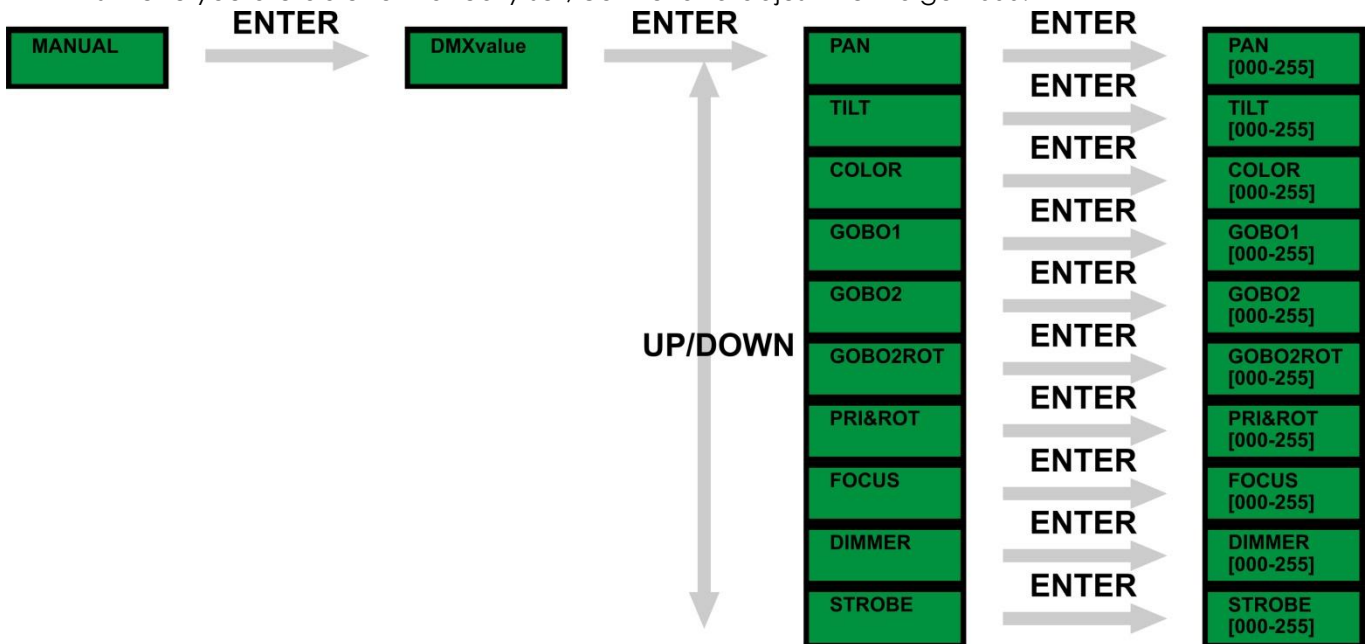 ENTER ENTER ENTER
MANUAL DMXvalue PAN PAN
[000-255]
ENTER
TILT TILT
[000-255]
ENTER
COLOR COLOR
[000-255]
ENTER
GOBO1 GOBO1
[000-255]
ENTER
GOBO2 GOBO2
[000-255]
ENTER
UP/DOWN GOBO2ROT GOBO2ROT
[000-255]
ENTER
PRI&ROT PRI&ROT
[000-255]
ENTER
FOCUS FOCUS
[000-255]
ENTER
DIMMER DIMMER
[000-255]
ENTER
STROBE STROBE
[000-255]